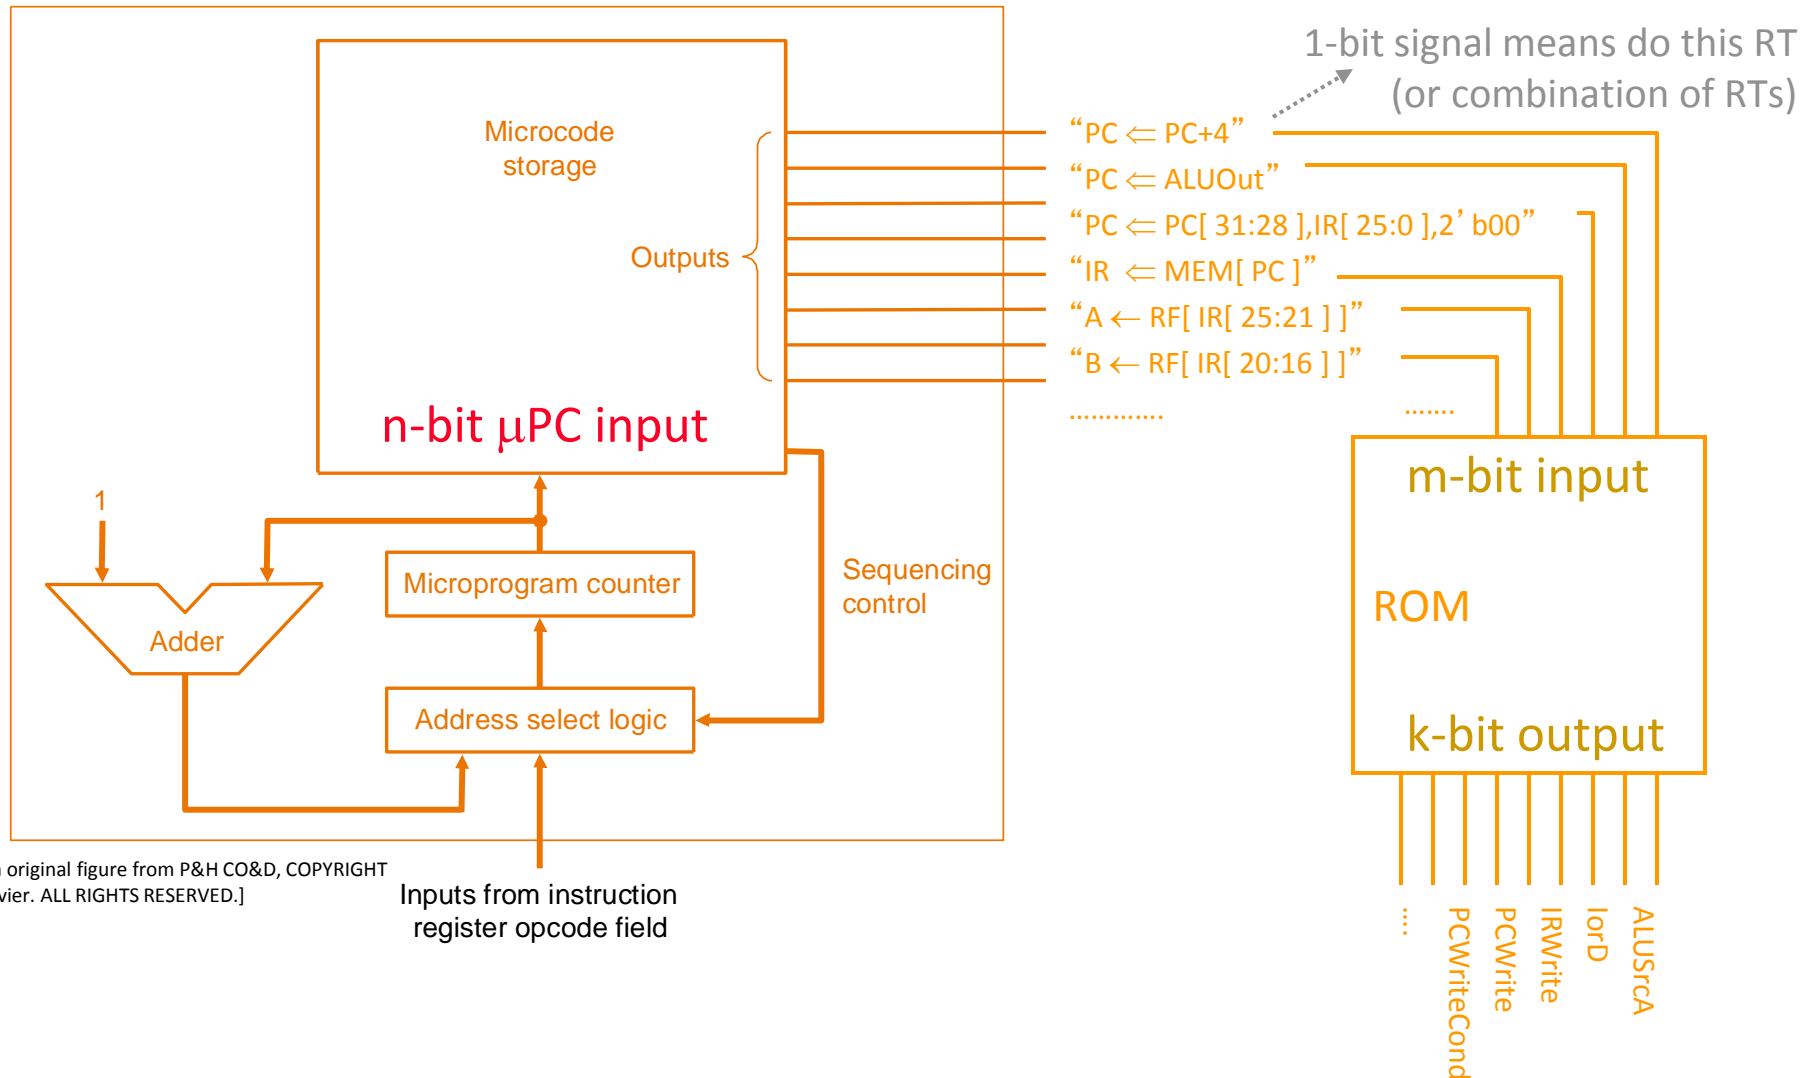 1-bit signal means do this RT
(or combination of RTs)
Microcode
storage
Outputs
n-bit μPC input
“PC ⇐ PC+4”
“PC ⇐ ALUOut”
“PC ⇐ PC[ 31:28 ],IR[ 25:0 ],2’ b00”
“IR ⇐ MEM[ PC ]”
“A ← RF[ IR[ 25:21 ] ]”
“B ← RF[ IR[ 20:16 ] ]”
.............
.......
m-bit input
ROM
k-bit output
1
Adder
Microprogram counter
Address select logic
Sequencing
control
original figure from P&H CO&D, COPYRIGHT
vier. ALL RIGHTS RESERVED.]
Inputs from instruction
register opcode field
....
PCWriteCond
PCWrite
IRWrite
IorD
ALUSrcA